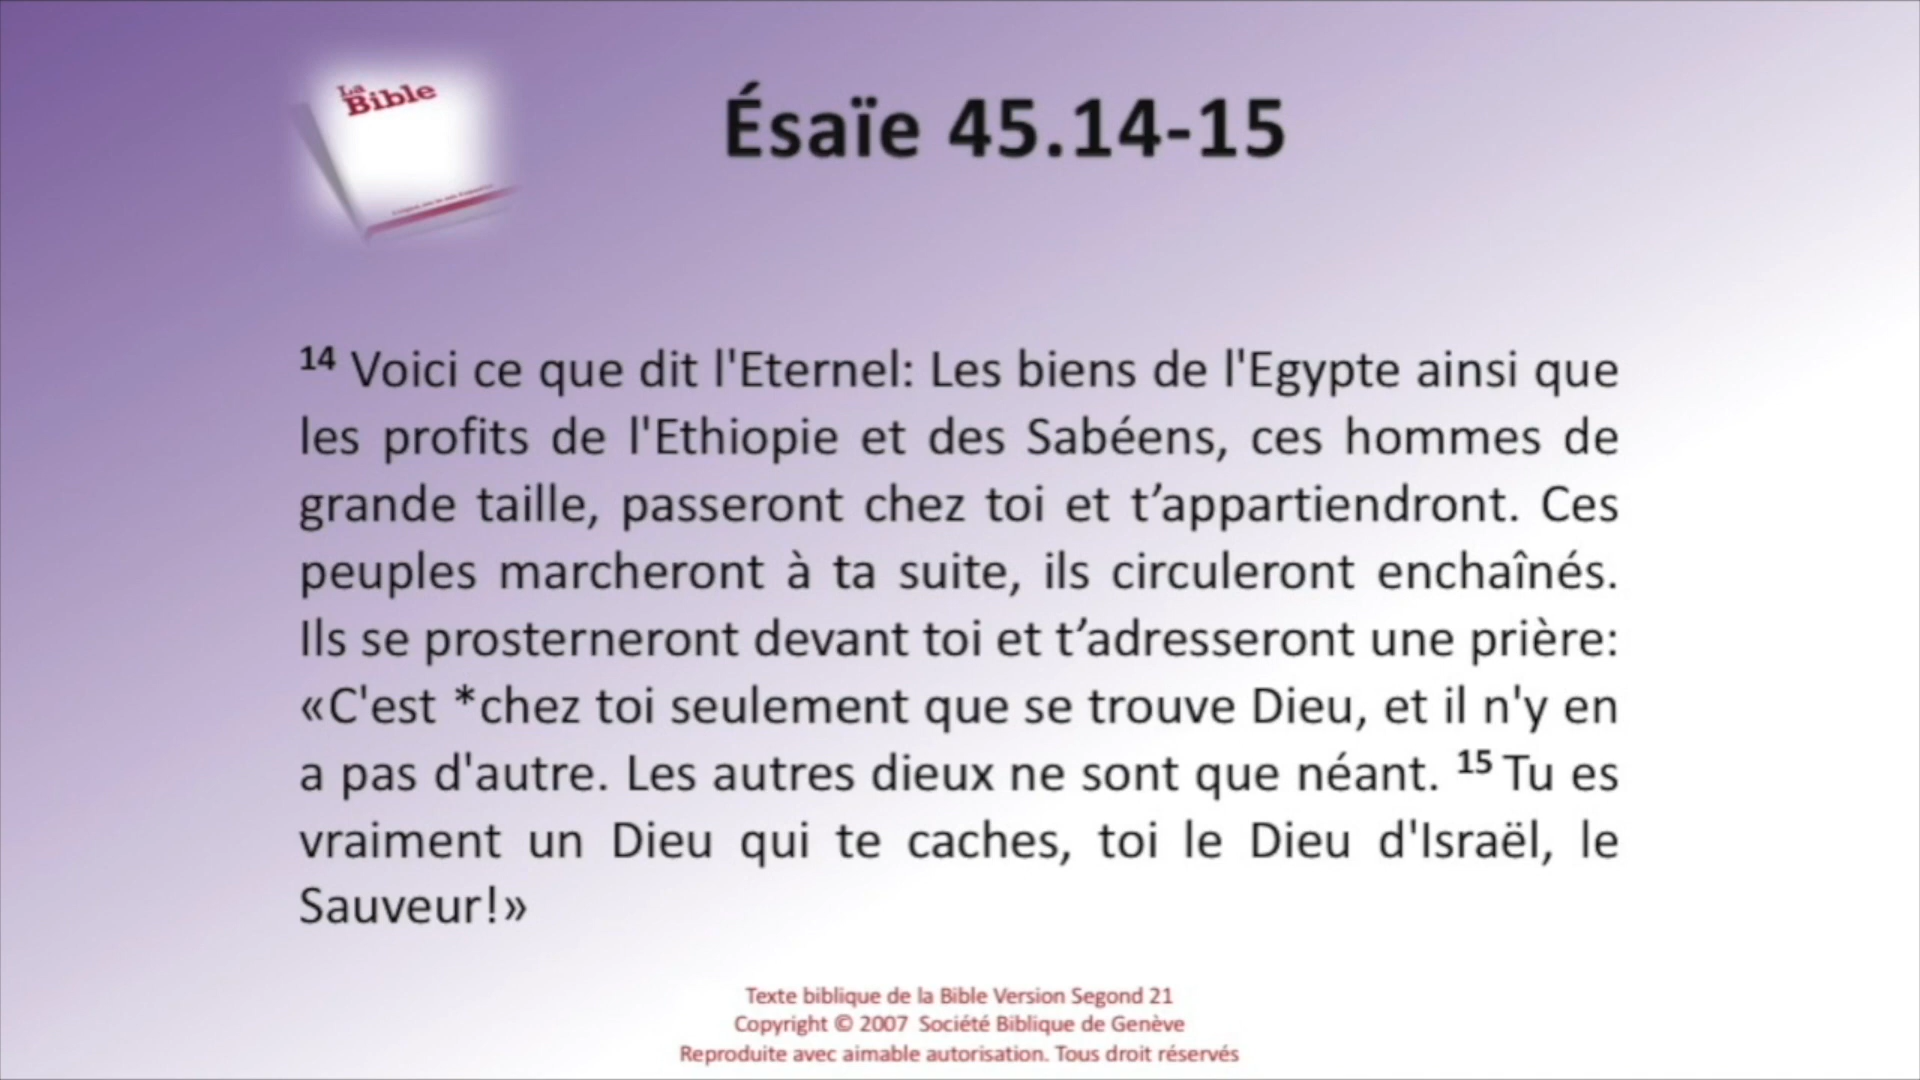 La
Bible
Ésaïe 45.14-15
14 Voici ce que dit l'Eternel: Les biens de l'Egypte ainsi que
les profits de l'Ethiopie et des Sabéens, ces hommes de
grande taille, passeront chez toi et t’appartiendront. Ces
peuples marcheront à ta suite, ils circuleront enchaînés.
Ils se prosterneront devant toi et t’adresseront une prière:
«C'est *chez toi seulement que se trouve Dieu, et il n'y en
a pas d'autre. Les autres dieux ne sont que néant. 15 Tu es
vraiment un Dieu qui te caches, toi le Dieu d'Israël, le
Sauveur!»
Texte biblique de la Bible Version Segond 21
Copyright © 2007 Société Biblique de Genève
Reproduite avec aimable autorisation. Tous droit réservés